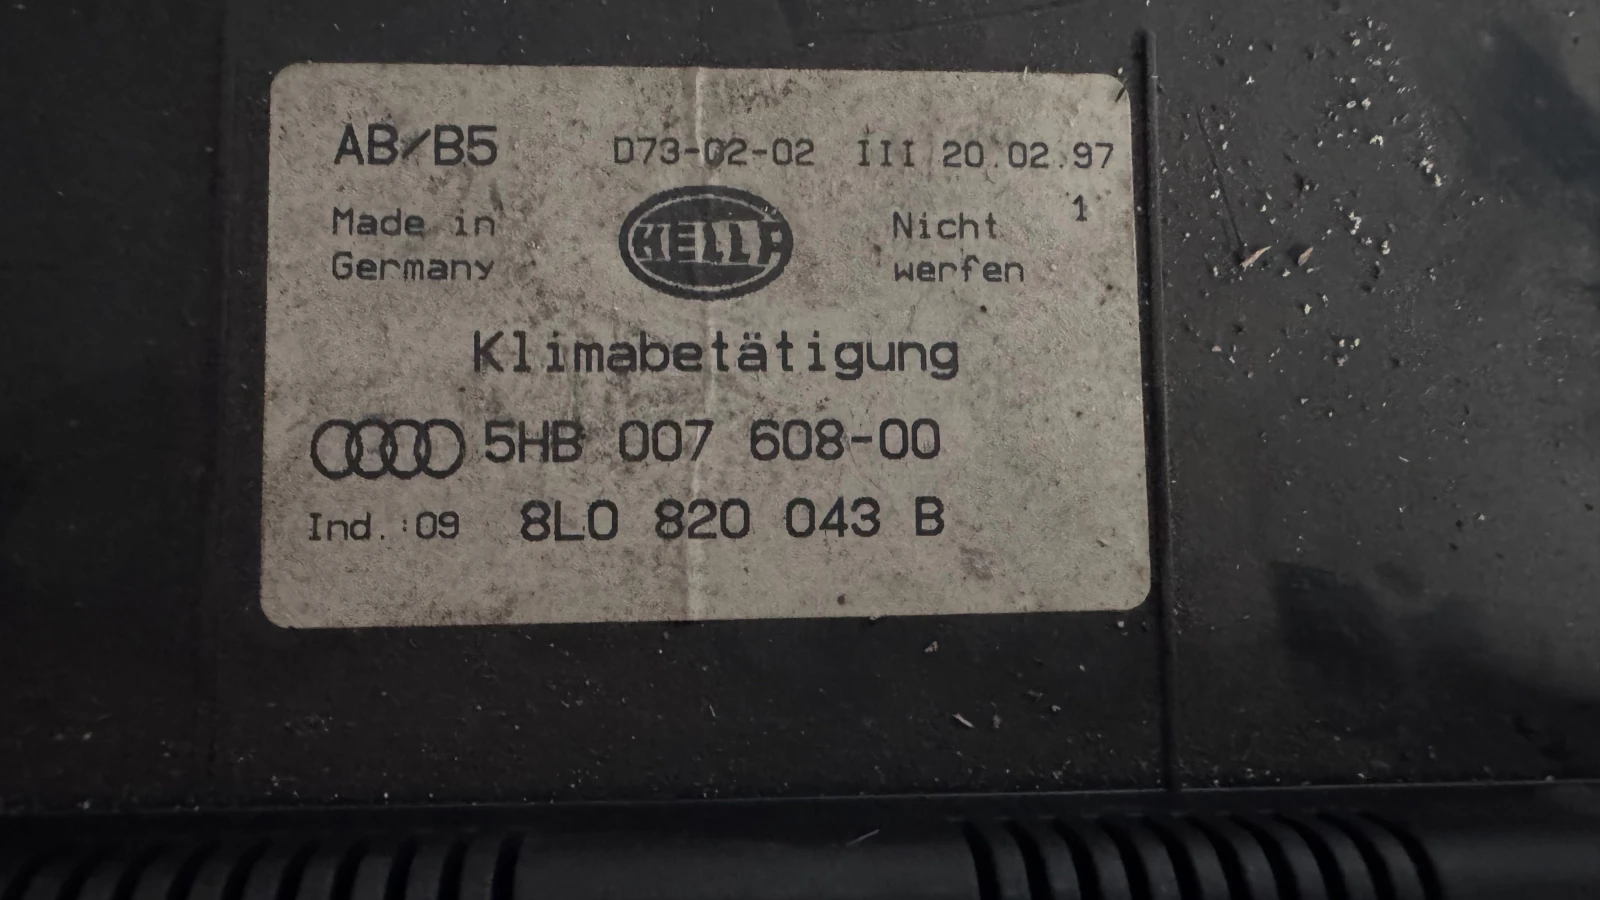 AB/B5 D73-02-02 III 20.02.97
1
Made in
Germany
HELLA
Nicht
werfen
Klimabetätigung
5HB 007 608-00
Ind.:09 8L0 820 043 B